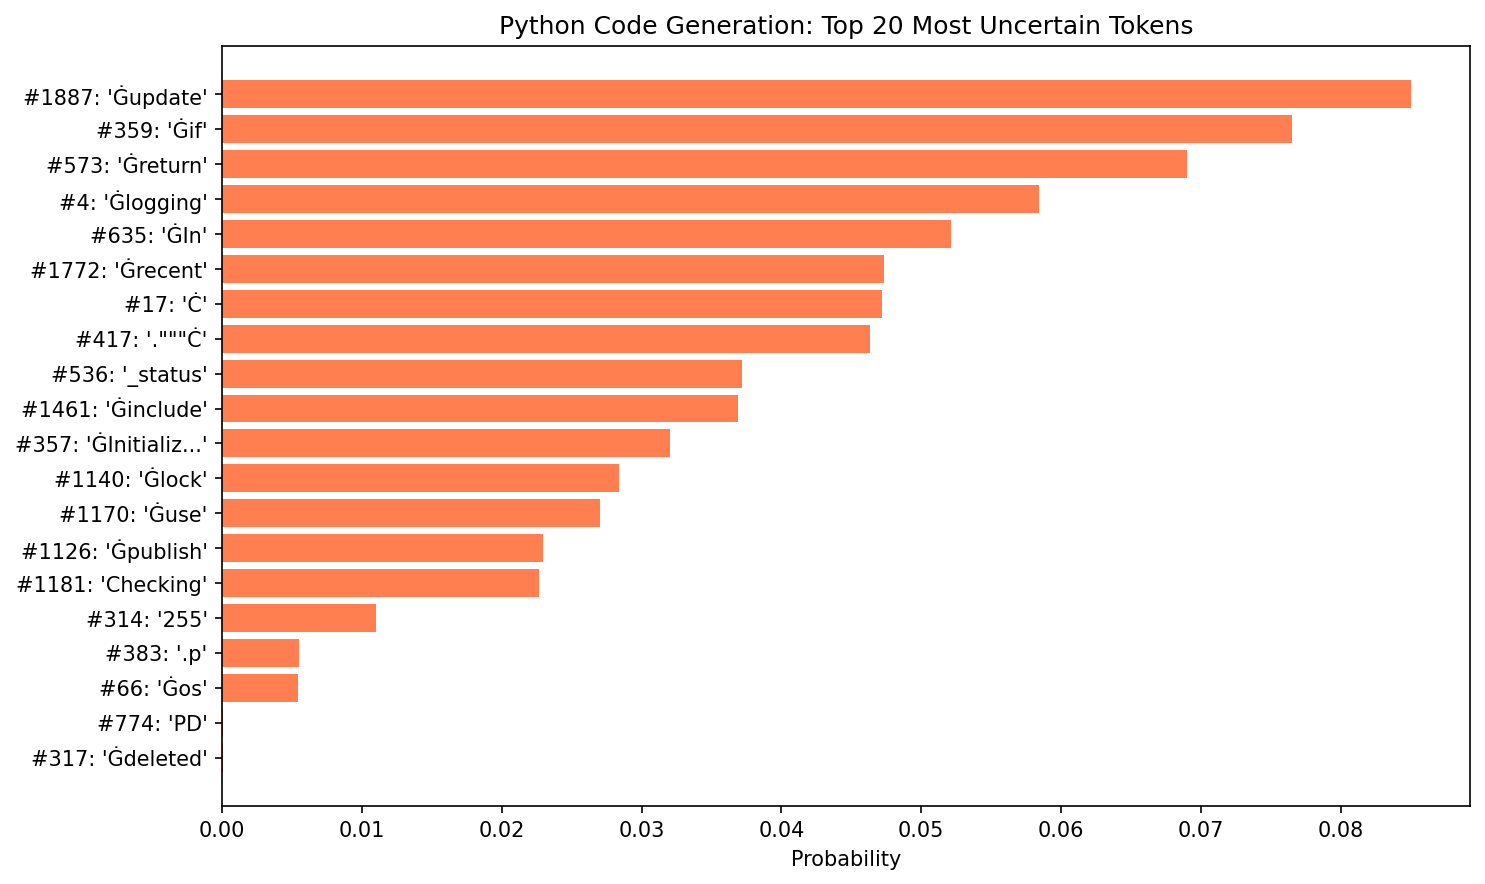 Python Code Generation: Top 20 Most Uncertain Tokens
#1887: 'Ġupdate'
#359: 'Ġif'
#573: 'Ġreturn'
#4: 'Ġlogging'
#635: 'ĠIn'
#1772: 'Ġrecent'
#17: 'Ċ'
#417: '."""Ċ'
#536: '_status'
#1461: 'Ġinclude'
#357: 'ĠInitializ...'
#1140: 'Ġlock'
#1170: 'Ġuse'
#1126: 'Ġpublish'
#1181: 'Checking'
#314: '255'
#383: '.p'
#66: 'Ġos'
#774: 'PD'
#317: 'Ġdeleted'
0.00 0.01 0.02 0.03 0.04 0.05 0.06 0.07 0.08
Probability